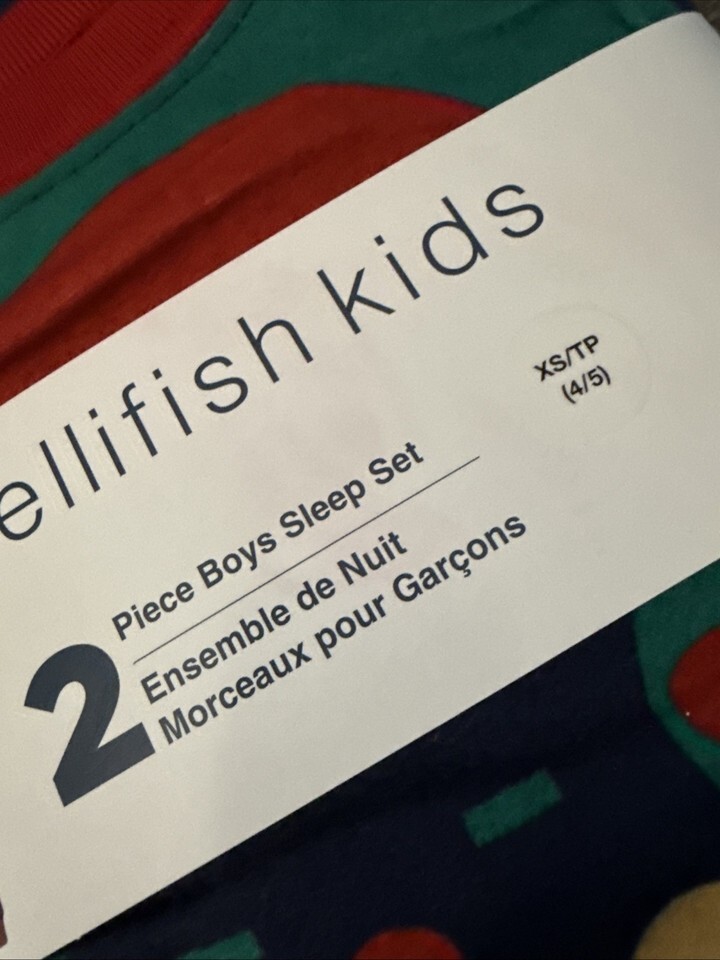 ellifish kids
XS/TP
(4/5)
2
Piece Boys Sleep Set
Ensemble de Nuit
Morceaux pour Garçons